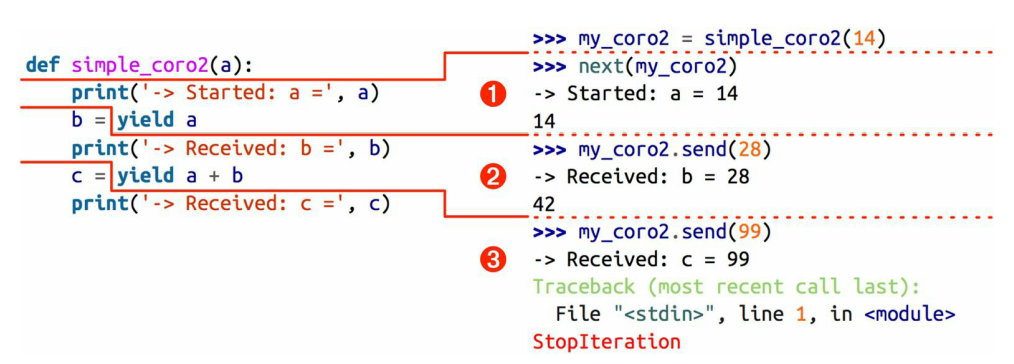 def simple_coro2(a):
    print('-> Started: a =', a)
    b = yield a
    print('-> Received: b =', b)
    c = yield a + b
    print('-> Received: c =', c)
>>> my_coro2 = simple_coro2(14)
1
>>> next(my_coro2)
-> Started: a = 14
14
2
>>> my_coro2.send(28)
-> Received: b = 28
42
3
>>> my_coro2.send(99)
-> Received: c = 99
Traceback (most recent call last):
  File "<stdin>", line 1, in <module>
StopIteration